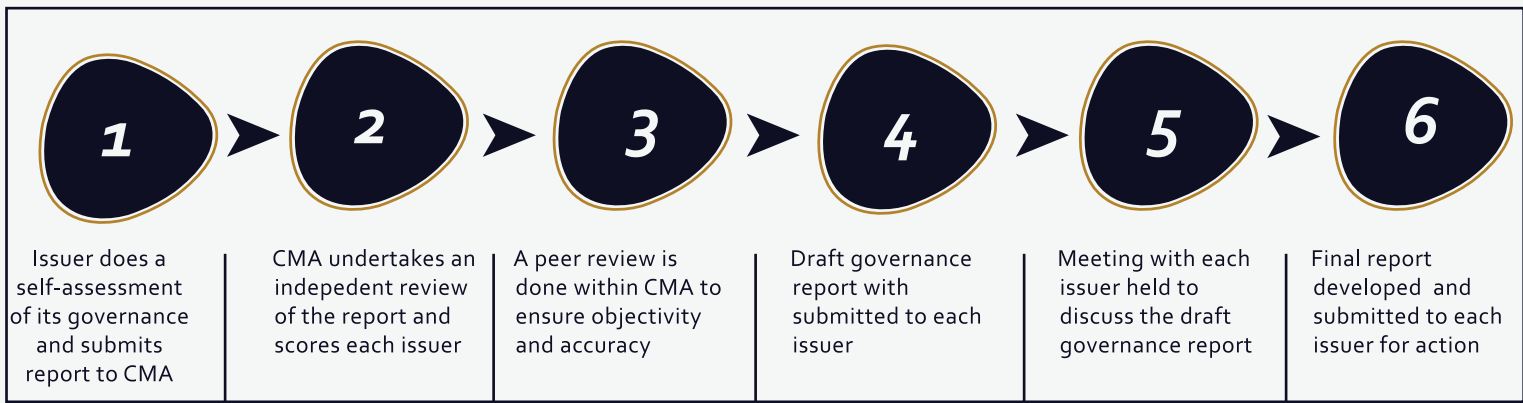 1
2
3
4
5
6
Issuer does a
self-assessment
of its governance
and submits
report to CMA
CMA undertakes an
indepedent review
of the report and
scores each issuer
A peer review is
done within CMA to
ensure objectivity
and accuracy
Draft governance
report with
submitted to each
issuer
Meeting with each
issuer held to
discuss the draft
governance report
Final report
developed and
submitted to each
issuer for action